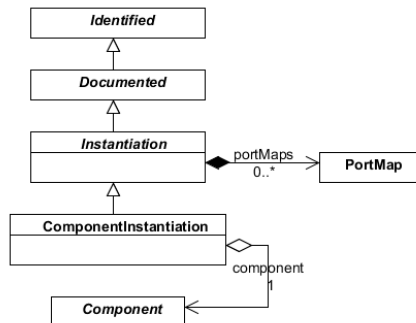 Identified
Documented
Instantiation
portMaps
0..*
PortMap
ComponentInstantiation
component
1
Component